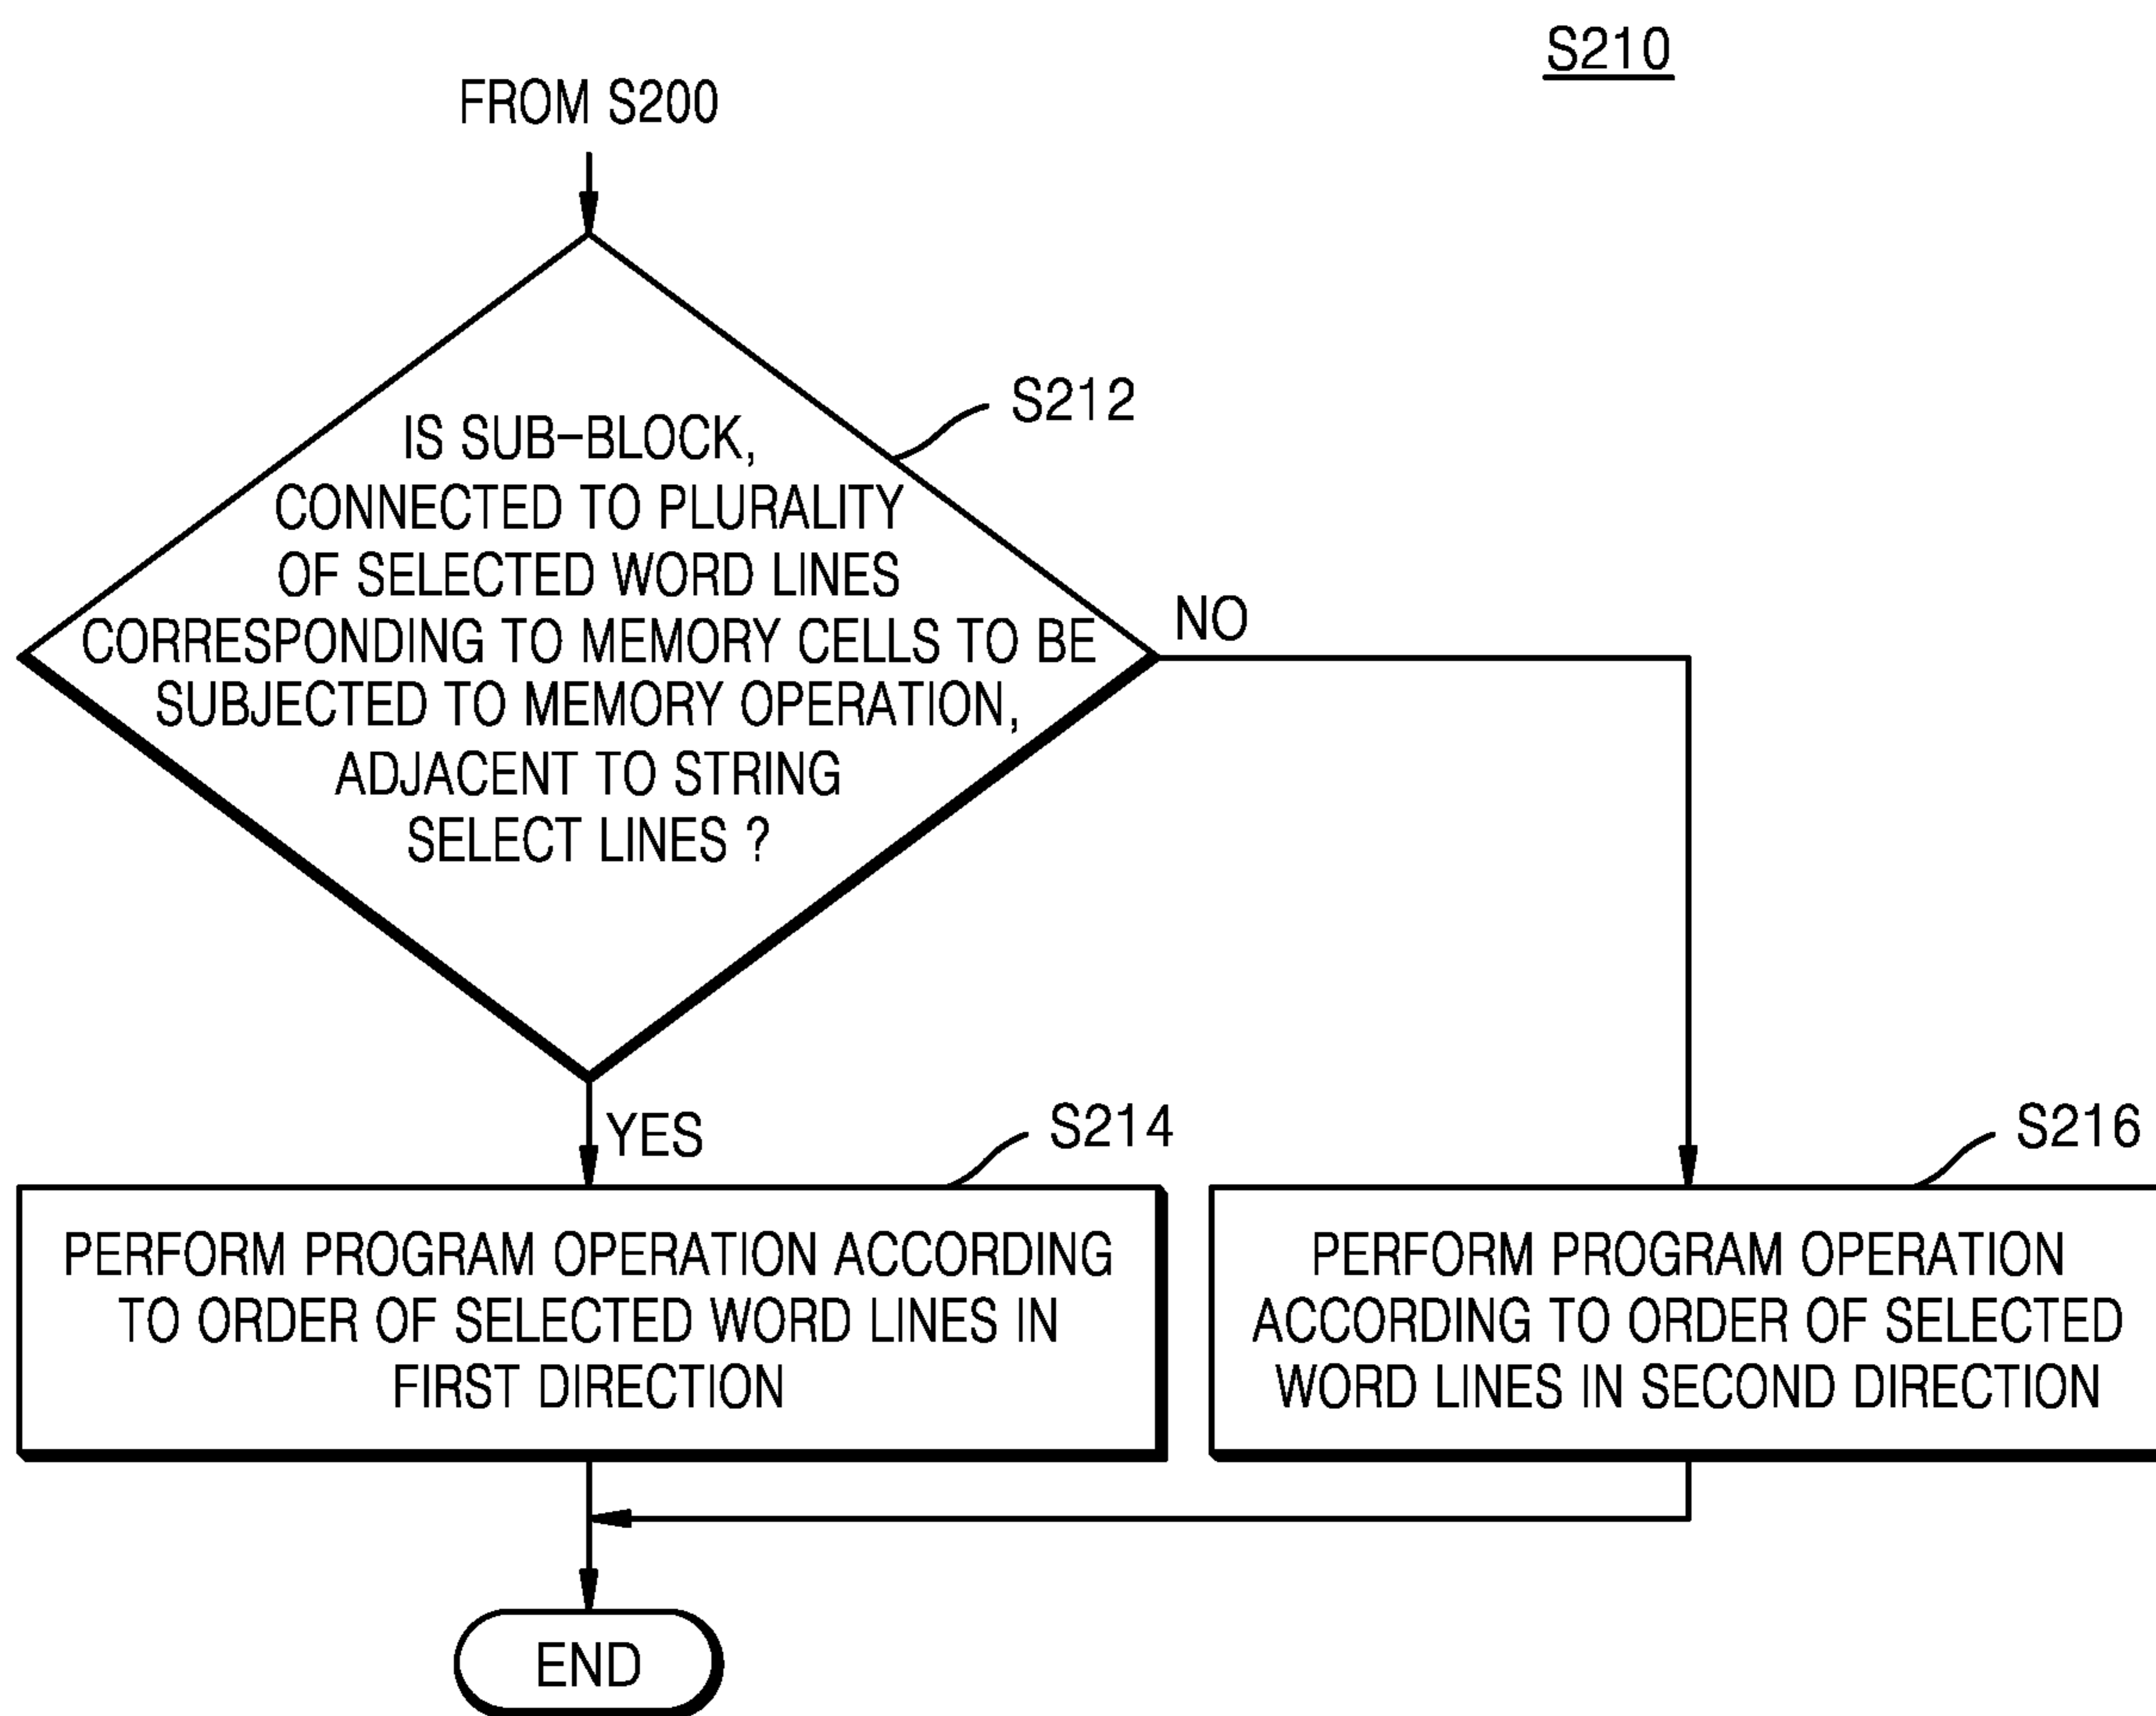 S210
FROM S200
S212
IS SUB-BLOCK,
CONNECTED TO PLURALITY
OF SELECTED WORD LINES
CORRESPONDING TO MEMORY CELLS TO BE
SUBJECTED TO MEMORY OPERATION,
ADJACENT TO STRING
SELECT LINES ?
NO
YES
S214
PERFORM PROGRAM OPERATION ACCORDING
TO ORDER OF SELECTED WORD LINES IN
FIRST DIRECTION
S216
PERFORM PROGRAM OPERATION
ACCORDING TO ORDER OF SELECTED
WORD LINES IN SECOND DIRECTION
END